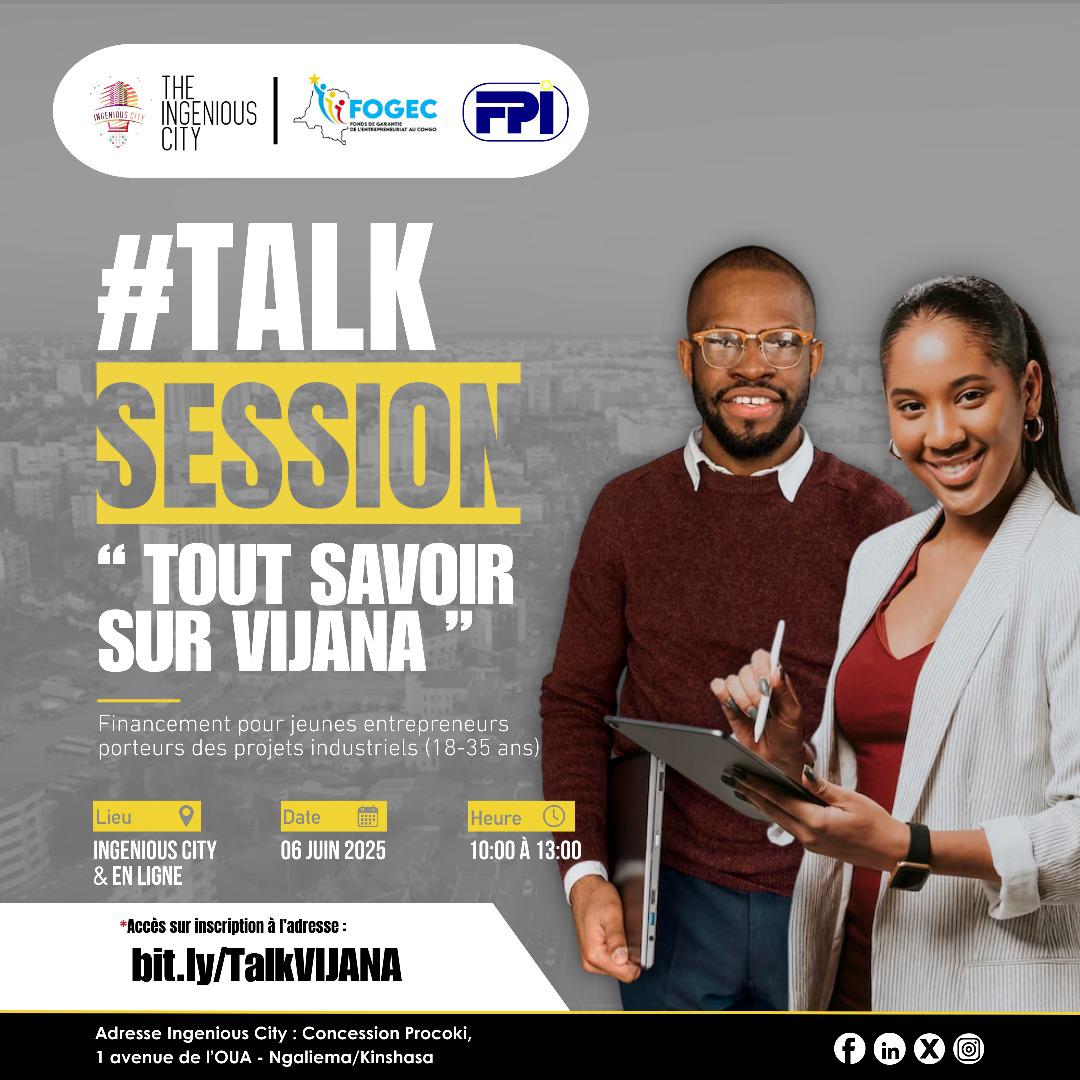 INGENIOUS CITY
THE
INGENIOUS
CITY
FOGEC
FONDS DE GARANTIE
DE L'ENTREPRENEURIAT AU CONGO
FPI
#TALK
SESSION
“ TOUT SAVOIR
SUR VIJANA ”
Financement pour jeunes entrepreneurs
porteurs des projets industriels (18-35 ans)
Lieu
INGENIOUS CITY
& EN LIGNE
Date
06 JUIN 2025
Heure
10:00 À 13:00
*Accès sur inscription à l'adresse :
bit.ly/TalkVIJANA
Adresse Ingenious City : Concession Procoki,
1 avenue de l'OUA - Ngaliema/Kinshasa